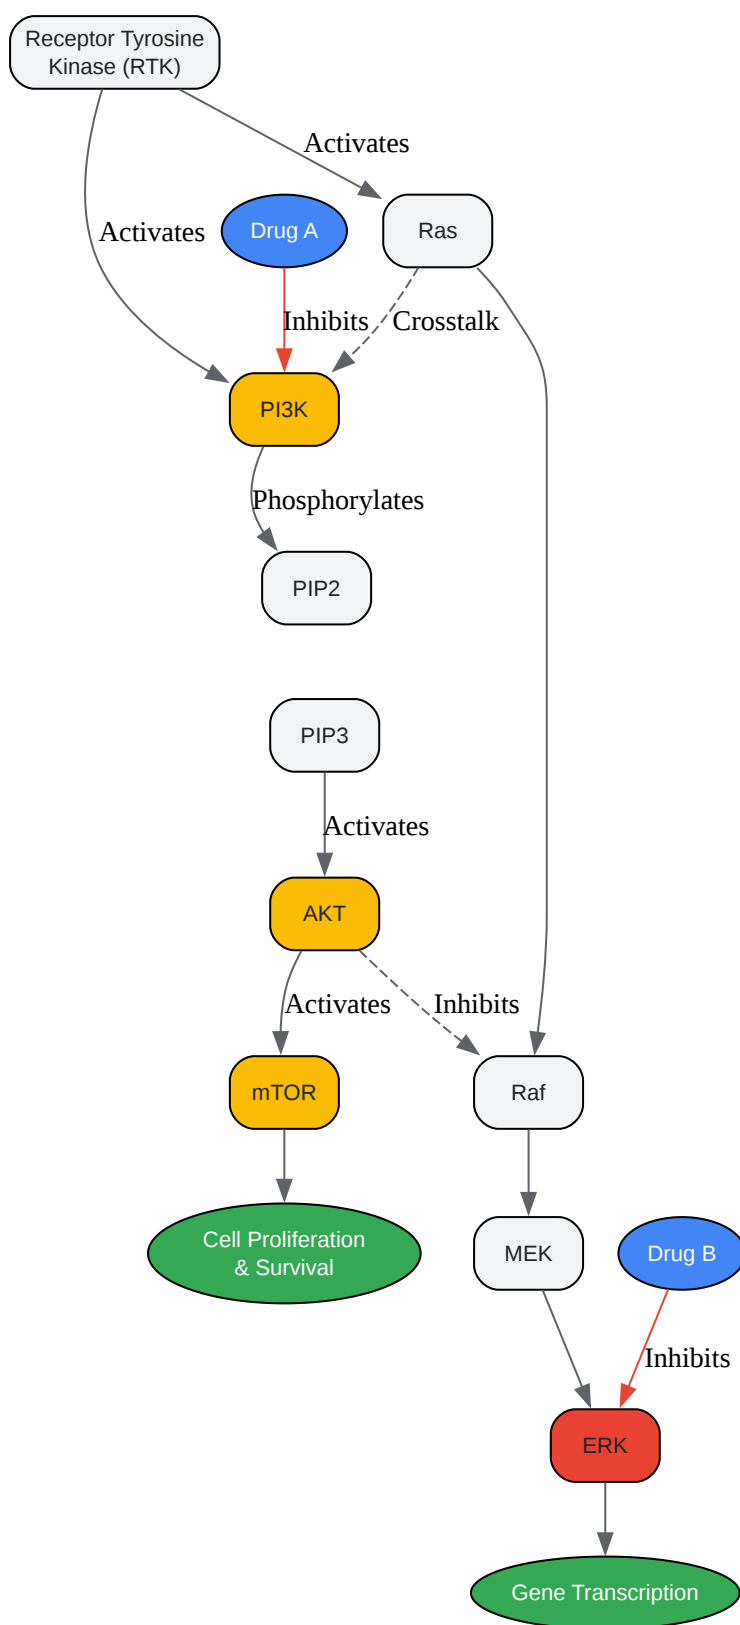 Receptor Tyrosine
Kinase (RTK)
Activates
Activates
Drug A
Ras
Inhibits
Crosstalk
PI3K
Phosphorylates
PIP2
PIP3
Activates
AKT
Activates
Inhibits
mTOR
Raf
Cell Proliferation
& Survival
MEK
Drug B
Inhibits
ERK
Gene Transcription